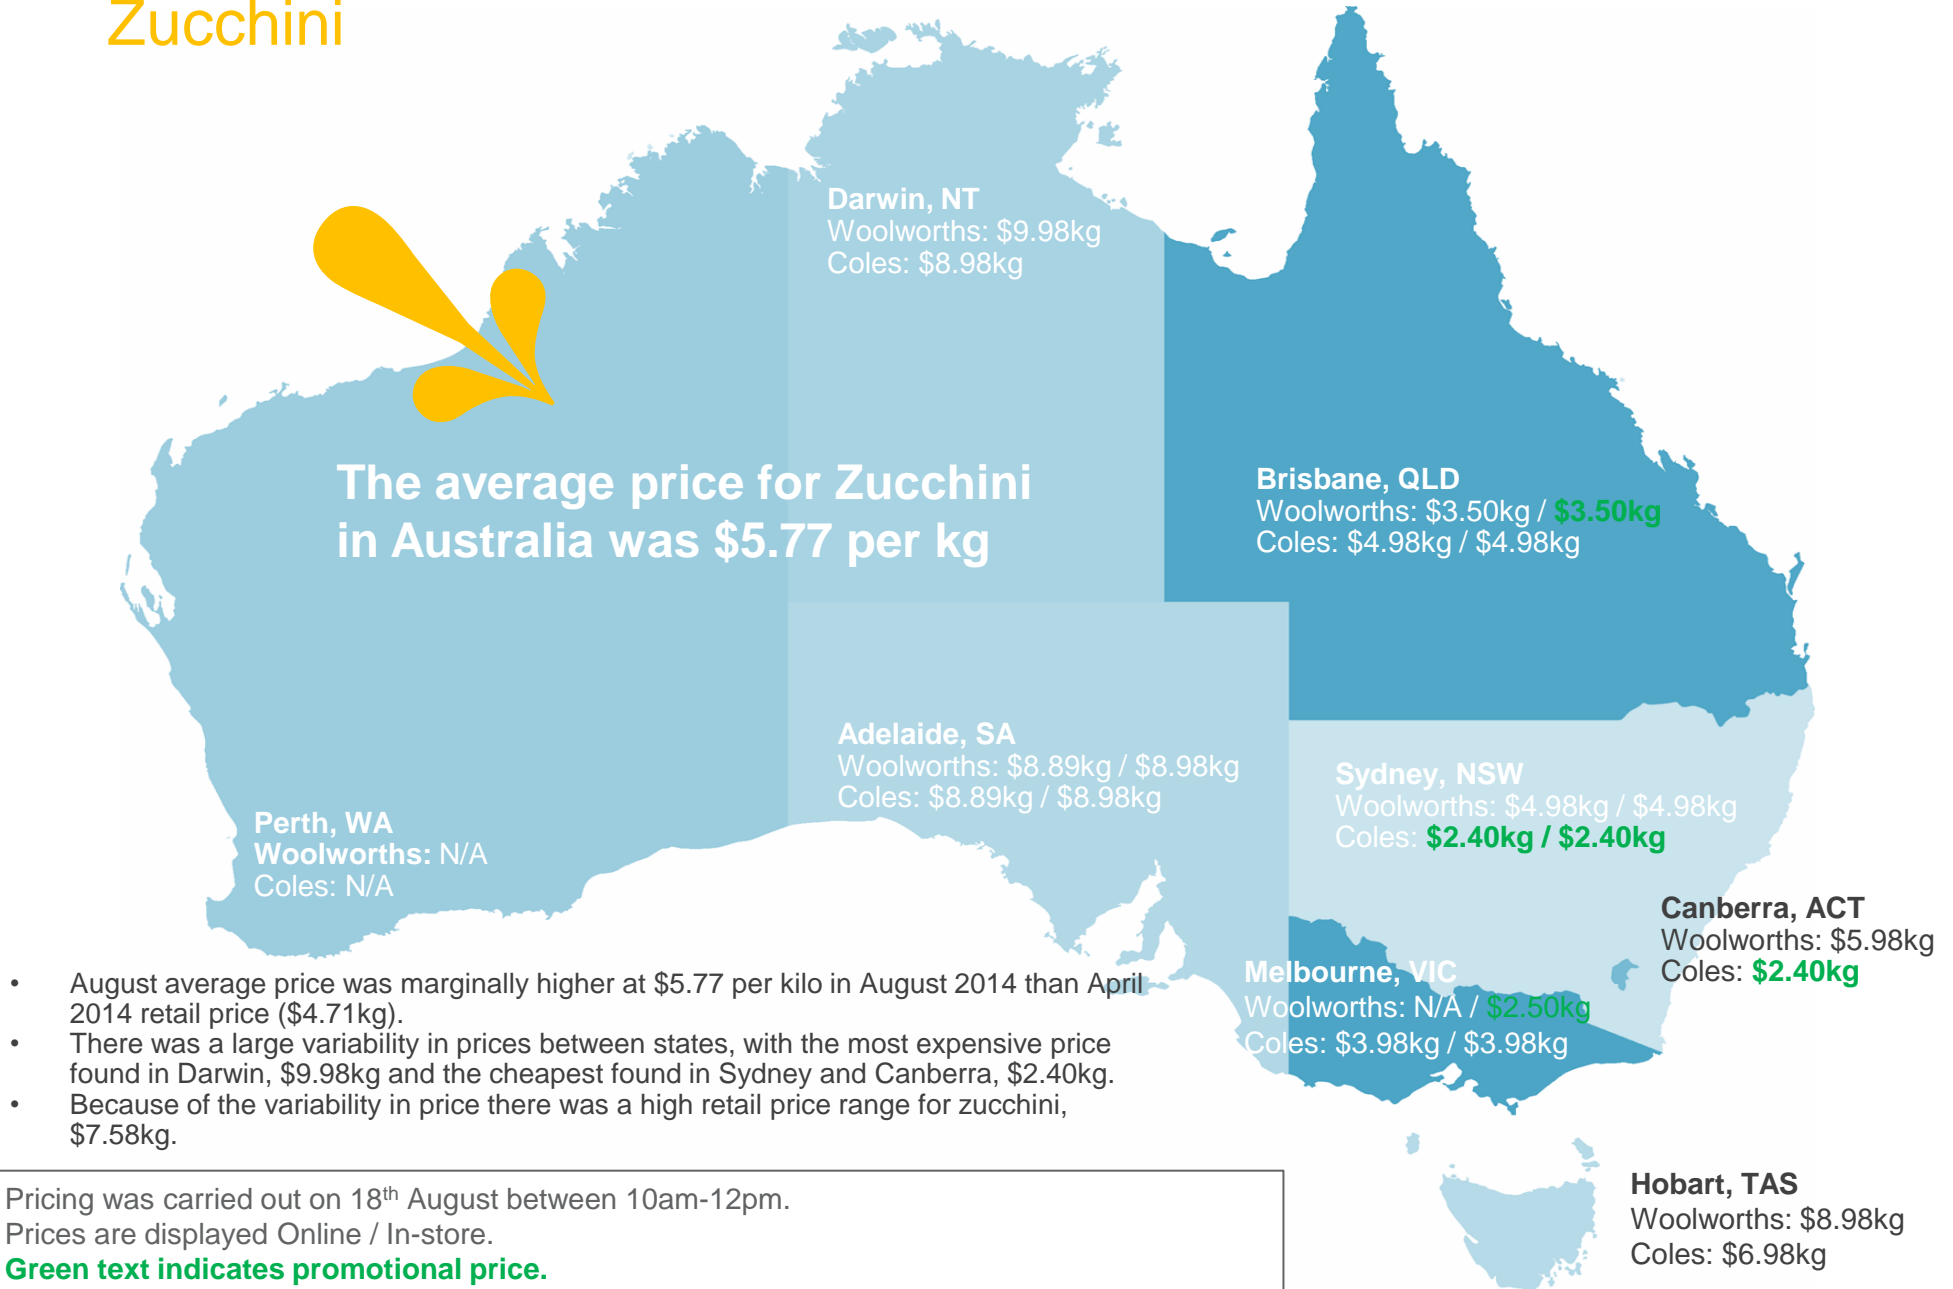 Zucchini
Darwin, NT
Woolworths: $9.98kg
Coles: $8.98kg
The average price for Zucchini
in Australia was $5.77 per kg
Brisbane, QLD
Woolworths: $3.50kg / $3.50kg
Coles: $4.98kg / $4.98kg
Adelaide, SA
Woolworths: $8.89kg / $8.98kg
Coles: $8.89kg / $8.98kg
Sydney, NSW
Woolworths: $4.98kg / $4.98kg
Coles: $2.40kg / $2.40kg
Perth, WA
Woolworths: N/A
Coles: N/A
Canberra, ACT
Woolworths: $5.98kg
Coles: $2.40kg
Melbourne, VIC
Woolworths: N/A / $2.50kg
Coles: $3.98kg / $3.98kg
• August average price was marginally higher at $5.77 per kilo in August 2014 than April
2014 retail price ($4.71kg).
• There was a large variability in prices between states, with the most expensive price
found in Darwin, $9.98kg and the cheapest found in Sydney and Canberra, $2.40kg.
• Because of the variability in price there was a high retail price range for zucchini,
$7.58kg.
Hobart, TAS
Woolworths: $8.98kg
Coles: $6.98kg
Pricing was carried out on 18th August between 10am-12pm.
Prices are displayed Online / In-store.
Green text indicates promotional price.